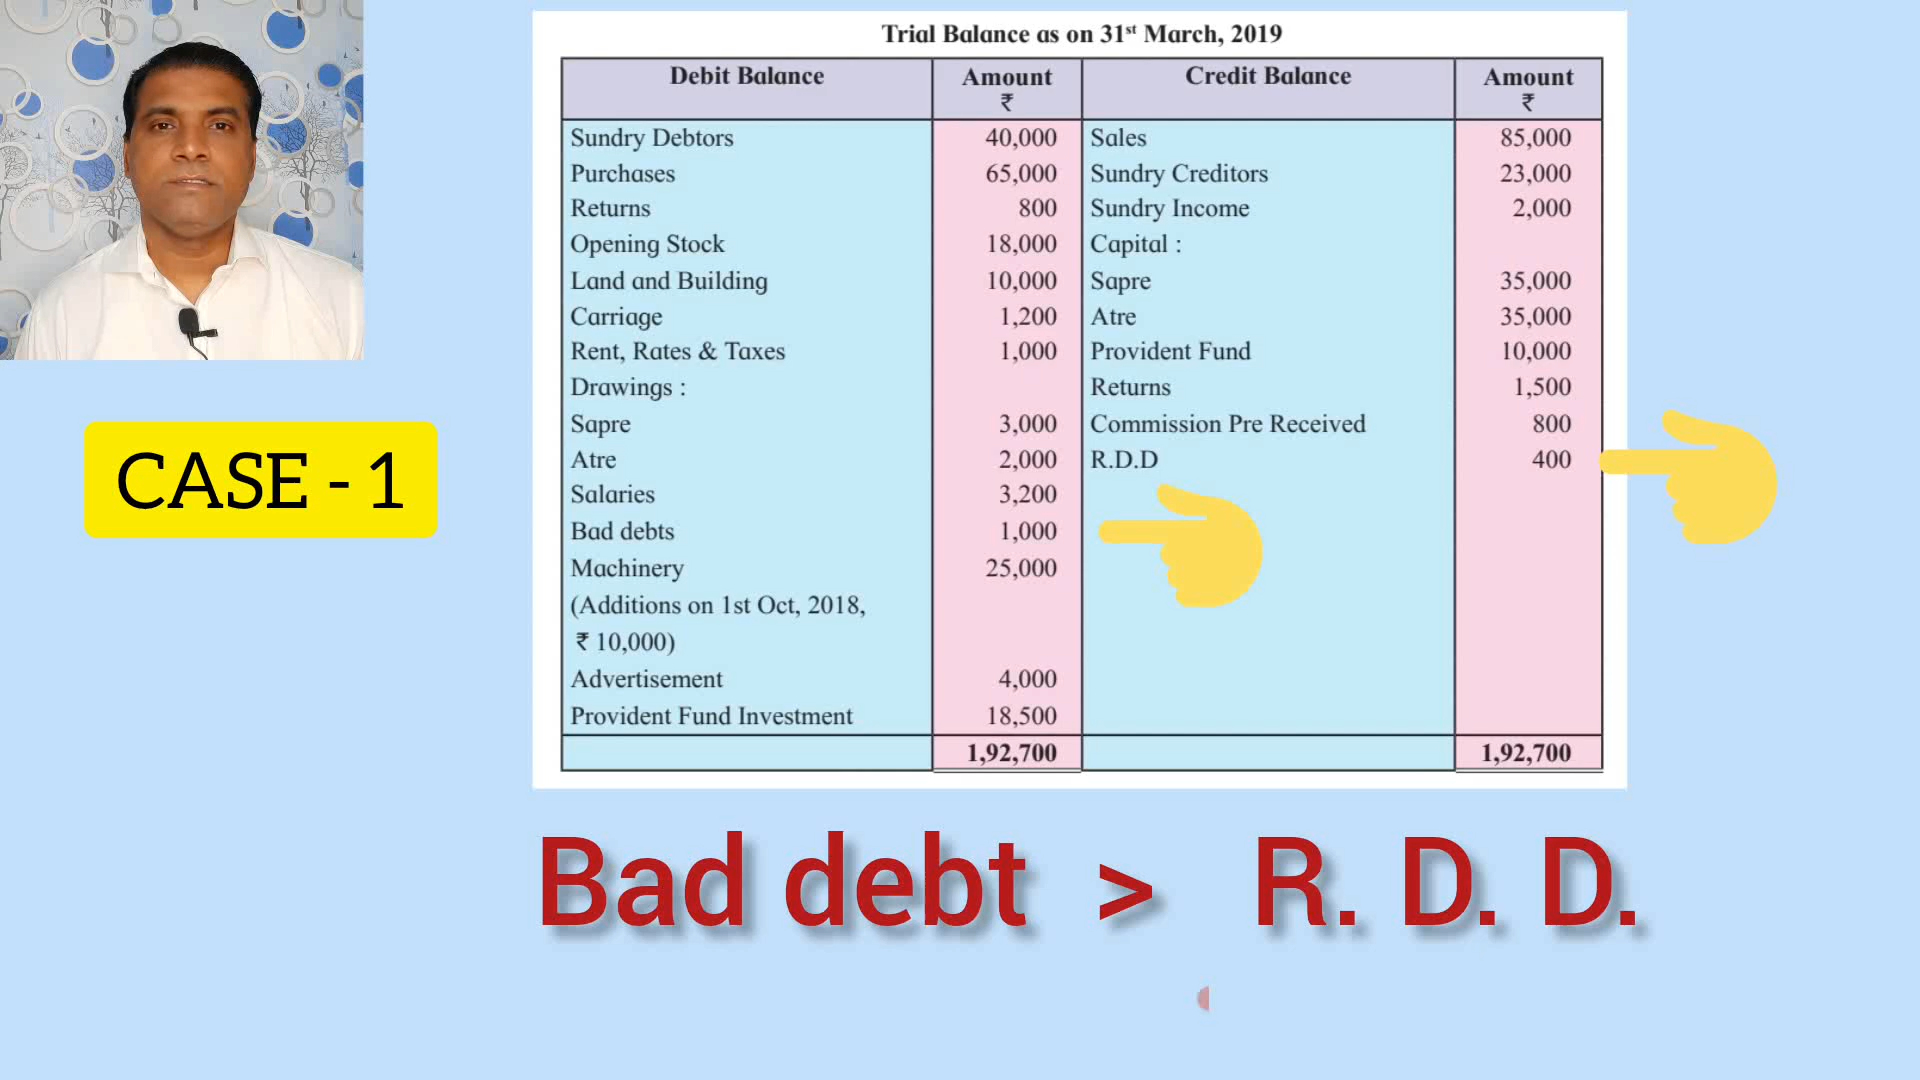 Trial Balance as on 31st March, 2019
Debit Balance Amount ₹ Credit Balance Amount ₹
Sundry Debtors 40,000 Sales 85,000
Purchases 65,000 Sundry Creditors 23,000
Returns 800 Sundry Income 2,000
Opening Stock 18,000 Capital :
Land and Building 10,000 Sapre 35,000
Carriage 1,200 Atre 35,000
Rent, Rates & Taxes 1,000 Provident Fund 10,000
Drawings : Returns 1,500
Sapre 3,000 Commission Pre Received 800
Atre 2,000 R.D.D 400
Salaries 3,200
Bad debts 1,000
Machinery 25,000
(Additions on 1st Oct, 2018,
₹ 10,000)
Advertisement 4,000
Provident Fund Investment 18,500
1,92,700 1,92,700
CASE - 1
Bad debt > R. D. D.